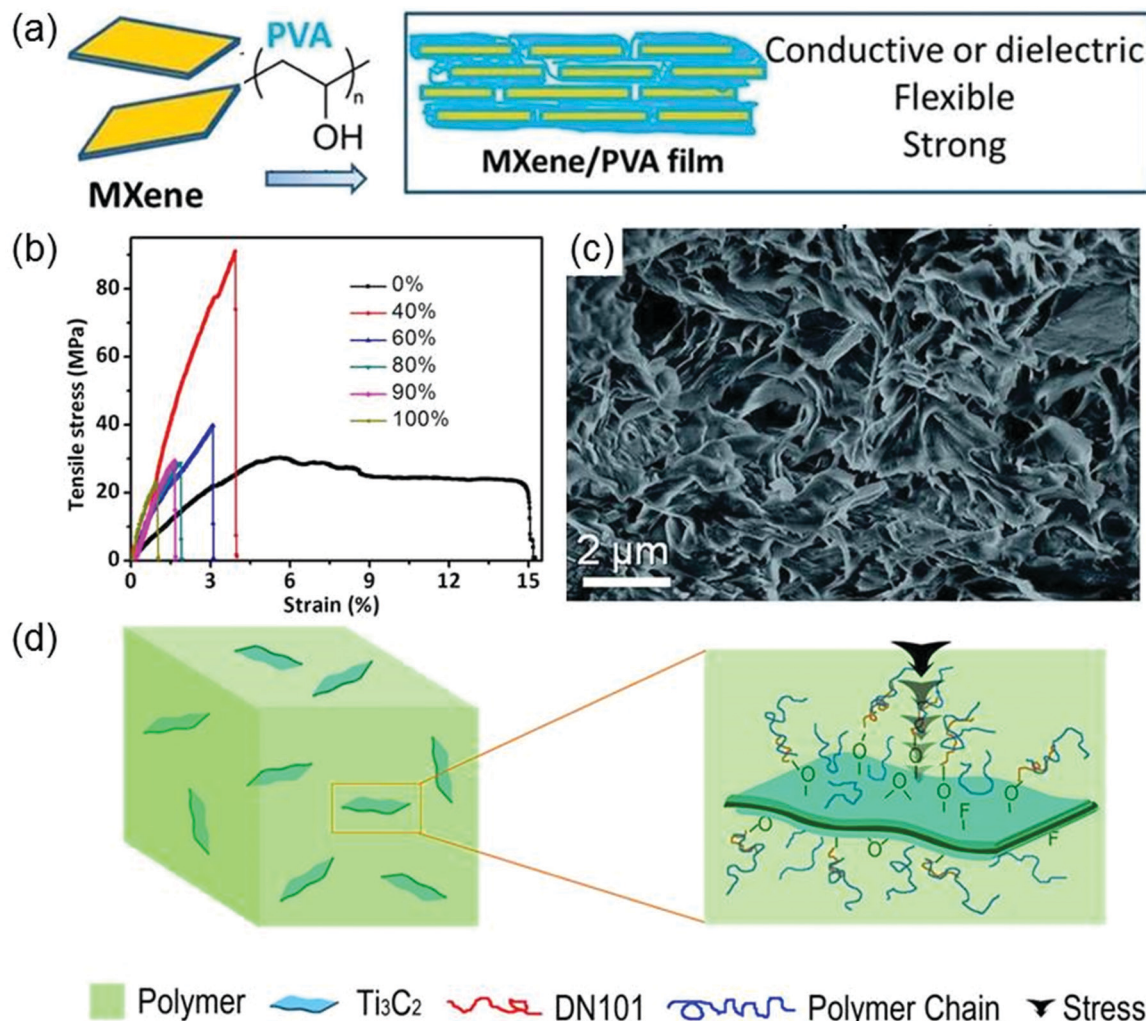 (a)
PVA
n
OH
MXene
MXene/PVA film
Conductive or dielectric
Flexible
Strong
(b)
Tensile stress (MPa)
80
60
40
20
0
0%
40%
60%
80%
90%
100%
0 3 6 9 12 15
Strain (%)
(c)
2 μm
(d)
O
O
O
O
O
O
F
O
O
F
Polymer Ti₃C₂ DN101 Polymer Chain Stress